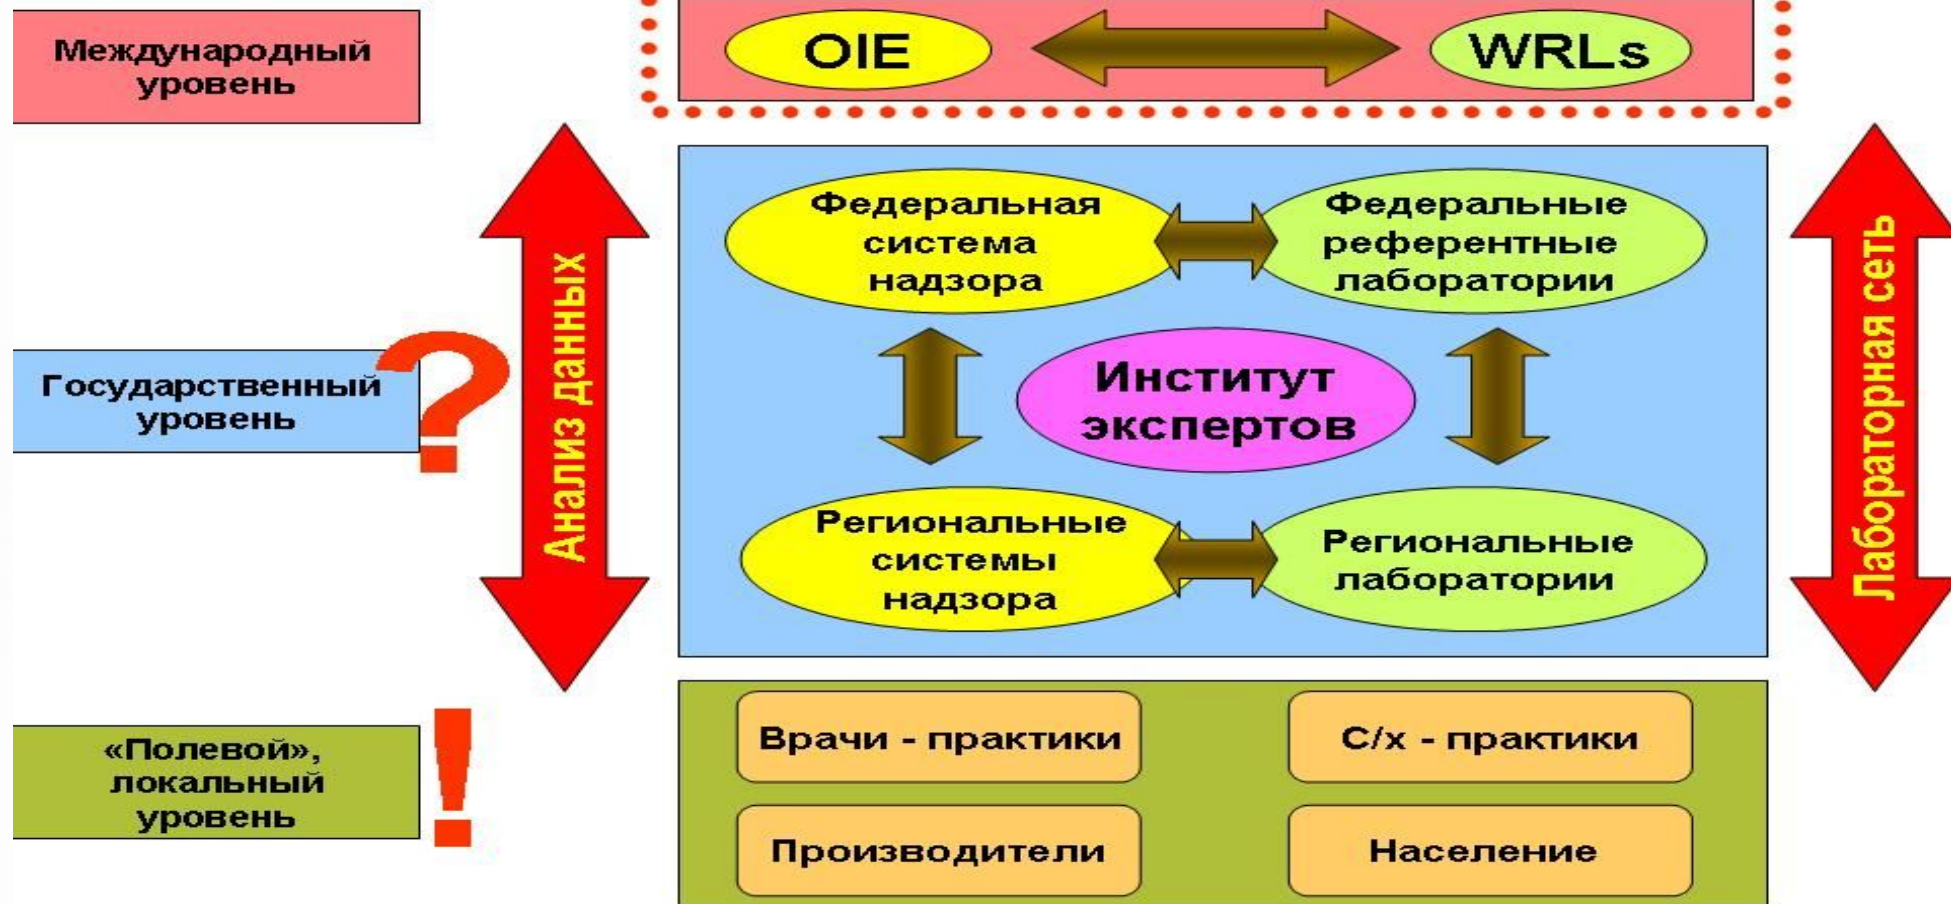 Международный
уровень
OIE
WRLs
Анализ данных
Лабораторная сеть
Государственный
уровень
?
Федеральная
система
надзора
Федеральные
референтные
лаборатории
Институт
экспертов
Региональные
системы
надзора
Региональные
лаборатории
«Полевой»,
локальный
уровень
!
Врачи - практики
С/х - практики
Производители
Население